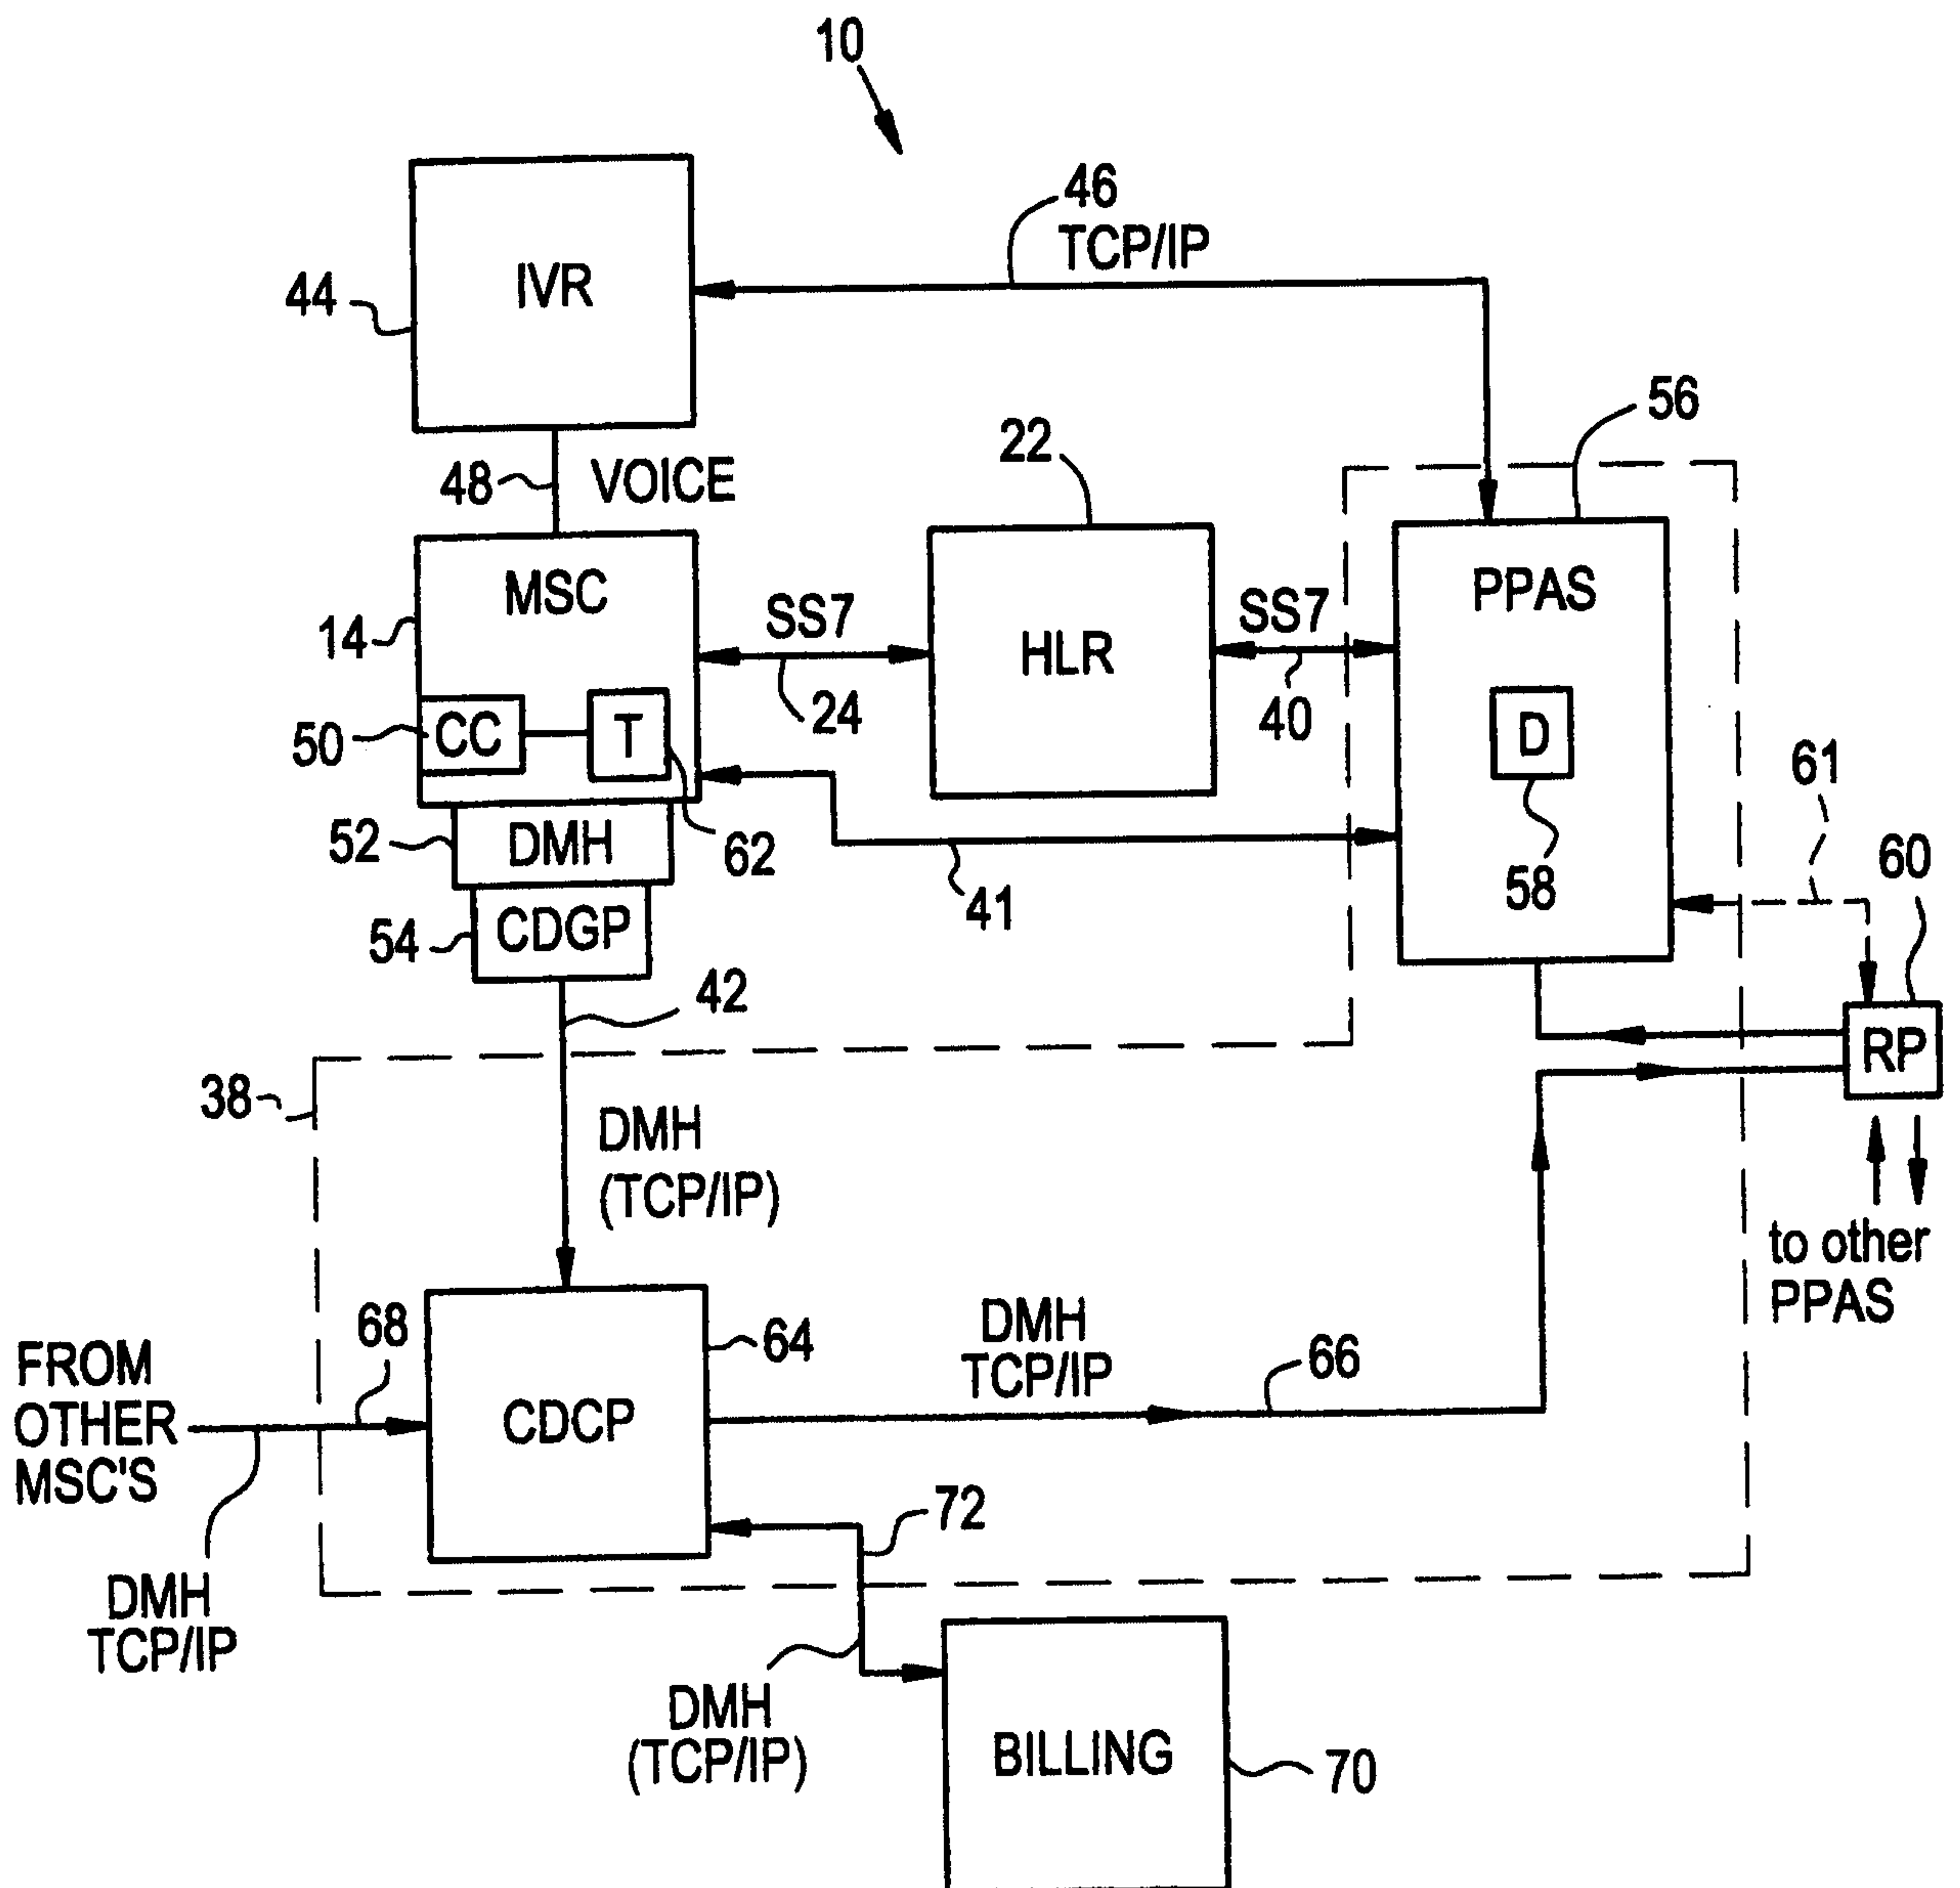 10
46
TCP/IP
IVR
44
56
22
48
VOICE
MSC
PPAS
SS7
SS7
14
HLR
24
40
50
CC
T
D
61
52
DMH
62
58
60
41
54
CDGP
42
RP
38
DMH
(TCP/IP)
to other
PPAS
68
64
DMH
TCP/IP
66
FROM
OTHER
MSC'S
CDCP
72
DMH
TCP/IP
DMH
(TCP/IP)
BILLING
70